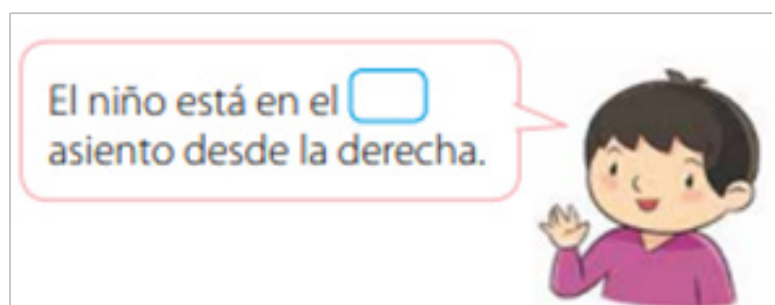 El niño está en el
asiento desde la derecha.